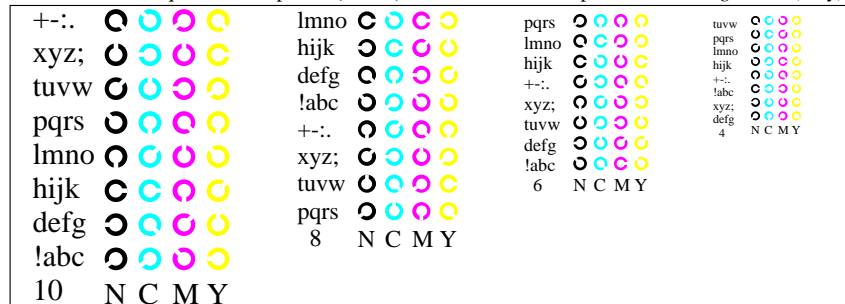 +-:.
xyz;
tuvw
pqrs
lmno
hijk
defg
!abc
10 N C M Y
lmno
hijk
defg
!abc
+-:.
xyz;
tuvw
pqrs
8 N C M Y
pqrs
lmno
hijk
+-:.
xyz;
tuvw
defg
!abc
6 N C M Y
tuvw
pqrs
lmno
hijk
+-:.
!abc
xyz;
defg
4 N C M Y